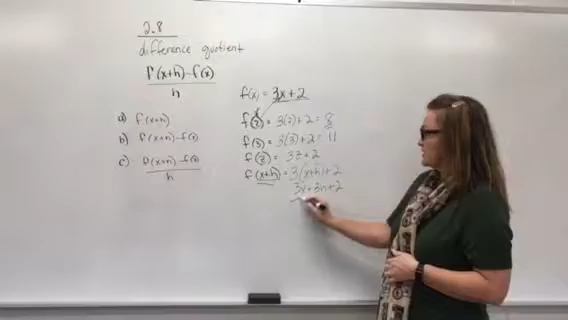 2.8
difference quotient
f(x+h)-f(x)
h
a) f(x+h)
b) f(x+h)-f(x)
c) f(x+h)-f(x)
h
f(x) = 3x+2
f(2) = 3(2)+2 = 8
f(3) = 3(3)+2 = 11
f(z) = 3z+2
f(x+h) = 3(x+h)+2
3x+3h+2